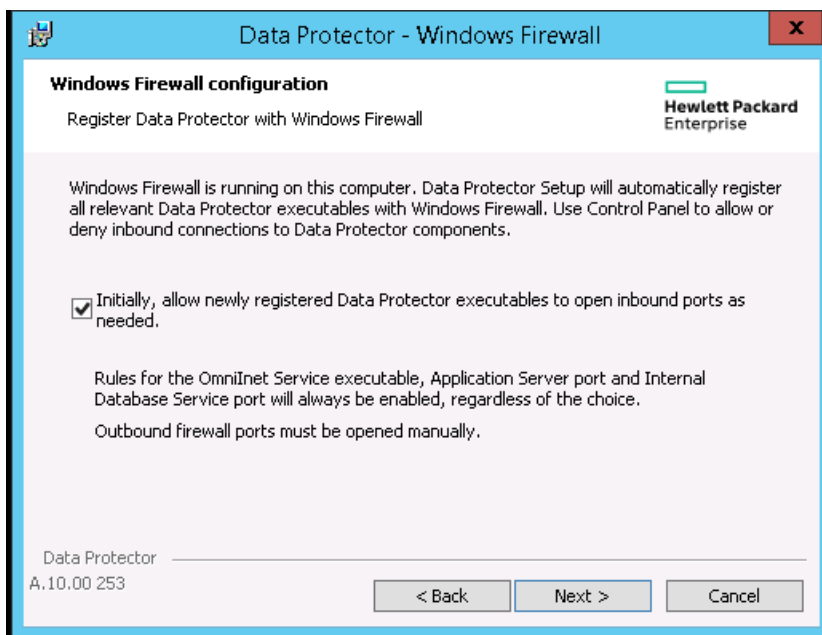 Data Protector - Windows Firewall
x
Windows Firewall configuration
Register Data Protector with Windows Firewall
Hewlett Packard
Enterprise
Windows Firewall is running on this computer. Data Protector Setup will automatically register
all relevant Data Protector executables with Windows Firewall. Use Control Panel to allow or
deny inbound connections to Data Protector components.
Initially, allow newly registered Data Protector executables to open inbound ports as
needed.
Rules for the OmniInet Service executable, Application Server port and Internal
Database Service port will always be enabled, regardless of the choice.
Outbound firewall ports must be opened manually.
Data Protector
A.10.00 253
< Back
Next >
Cancel